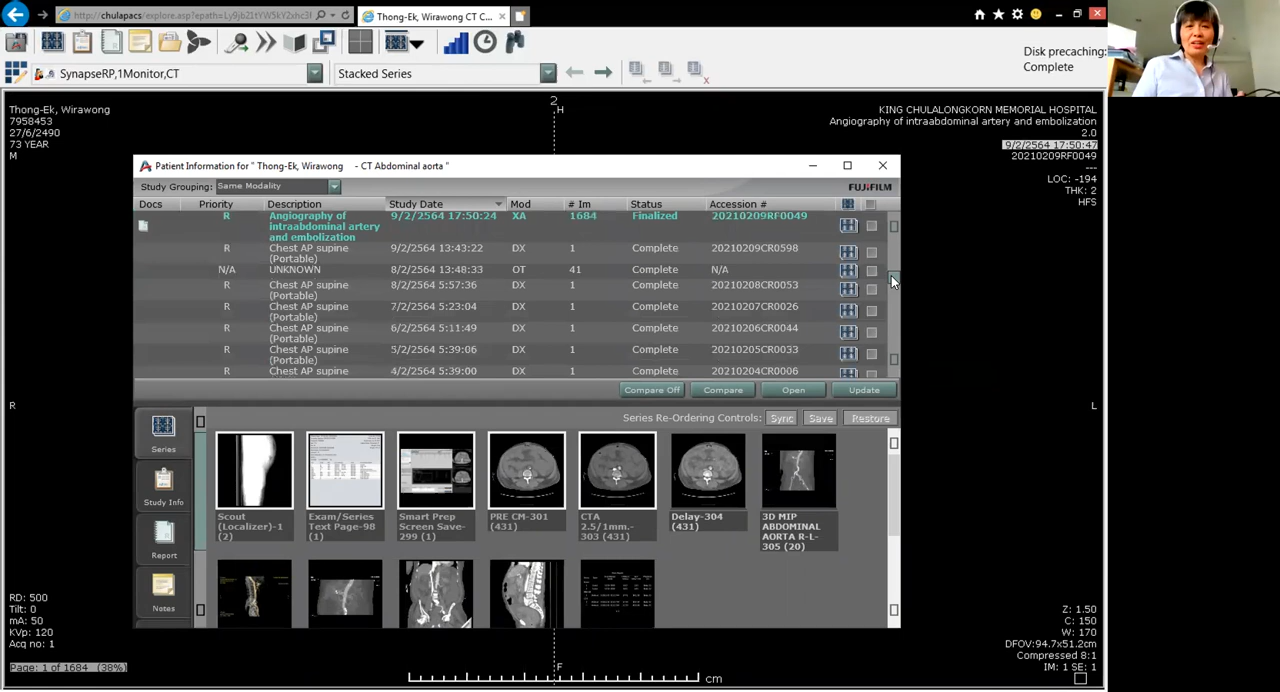 http://chulapacs/explore.asp?epath=Ly9jb21tYW5kY2xhc3
Thong-Ek, Wirawong CT C...
Disk precaching:
Complete
SynapseRP,1Monitor,CT
Stacked Series
Thong-Ek, Wirawong
7958453
27/6/2490
73 YEAR
M
2
H
KING CHULALONGKORN MEMORIAL HOSPITAL
Angiography of intraabdominal artery and embolization
2.0
9/2/2564 17:50:47
20210209RF0049
---
LOC: -194
THK: 2
HFS
Patient Information for " Thong-Ek, Wirawong - CT Abdominal aorta "
Study Grouping: Same Modality
FUJIFILM
Docs Priority Description Study Date Mod # Im Status Accession #
R Angiography of intraabdominal artery and embolization 9/2/2564 17:50:24 XA 1684 Finalized 20210209RF0049
R Chest AP supine (Portable) 9/2/2564 13:43:22 DX 1 Complete 20210209CR0598
N/A UNKNOWN 8/2/2564 13:48:33 OT 41 Complete N/A
R Chest AP supine (Portable) 8/2/2564 5:57:36 DX 1 Complete 20210208CR0053
R Chest AP supine (Portable) 7/2/2564 5:23:04 DX 1 Complete 20210207CR0026
R Chest AP supine (Portable) 6/2/2564 5:11:49 DX 1 Complete 20210206CR0044
R Chest AP supine (Portable) 5/2/2564 5:39:06 DX 1 Complete 20210205CR0033
R Chest AP supine 4/2/2564 5:39:00 DX 1 Complete 20210204CR0006
Compare Off Compare Open Update
Series Re-Ordering Controls: Sync Save Restore
Series
Study Info
Report
Notes
Scout (Localizer)-1 (2)
Exam/Series Text Page-98 (1)
Smart Prep Screen Save-299 (1)
PRE CM-301 (431)
CTA 2.5/1mm.-303 (431)
Delay-304 (431)
3D MIP ABDOMINAL AORTA R-L-305 (20)
R
L
RD: 500
Tilt: 0
mA: 50
KVp: 120
Acq no: 1
Page: 1 of 1684 (38%)
F
cm
Z: 1.50
C: 150
W: 170
DFOV:94.7x51.2cm
Compressed 8:1
IM: 1 SE: 1